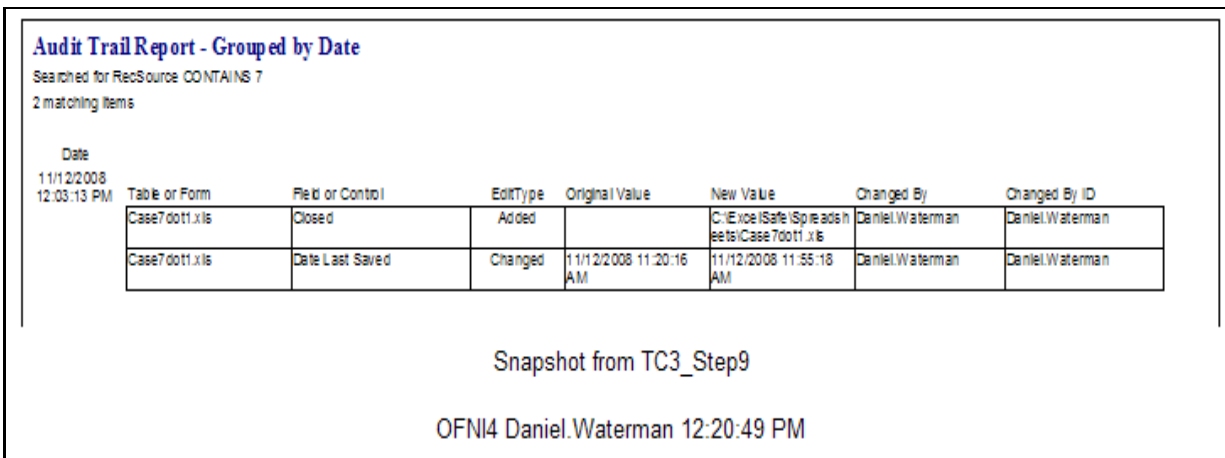 Audit Trail Report - Grouped by Date
Searched for RecSource CONTAINS 7
2 matching items
Date
11/12/2008
12:03:13 PM Table or Form Field or Control EditType Original Value New Value Changed By Changed By ID
Case7dot1.xls Closed Added C:\ExcelSafe\Spreadsh Daniel.Waterman Daniel.Waterman
eets\Case7dot1.xls
Case7dot1.xls Date Last Saved Changed 11/12/2008 11:20:16 11/12/2008 11:55:18 Daniel.Waterman Daniel.Waterman
AM AM
Snapshot from TC3_Step9
OFNI4 Daniel.Waterman 12:20:49 PM